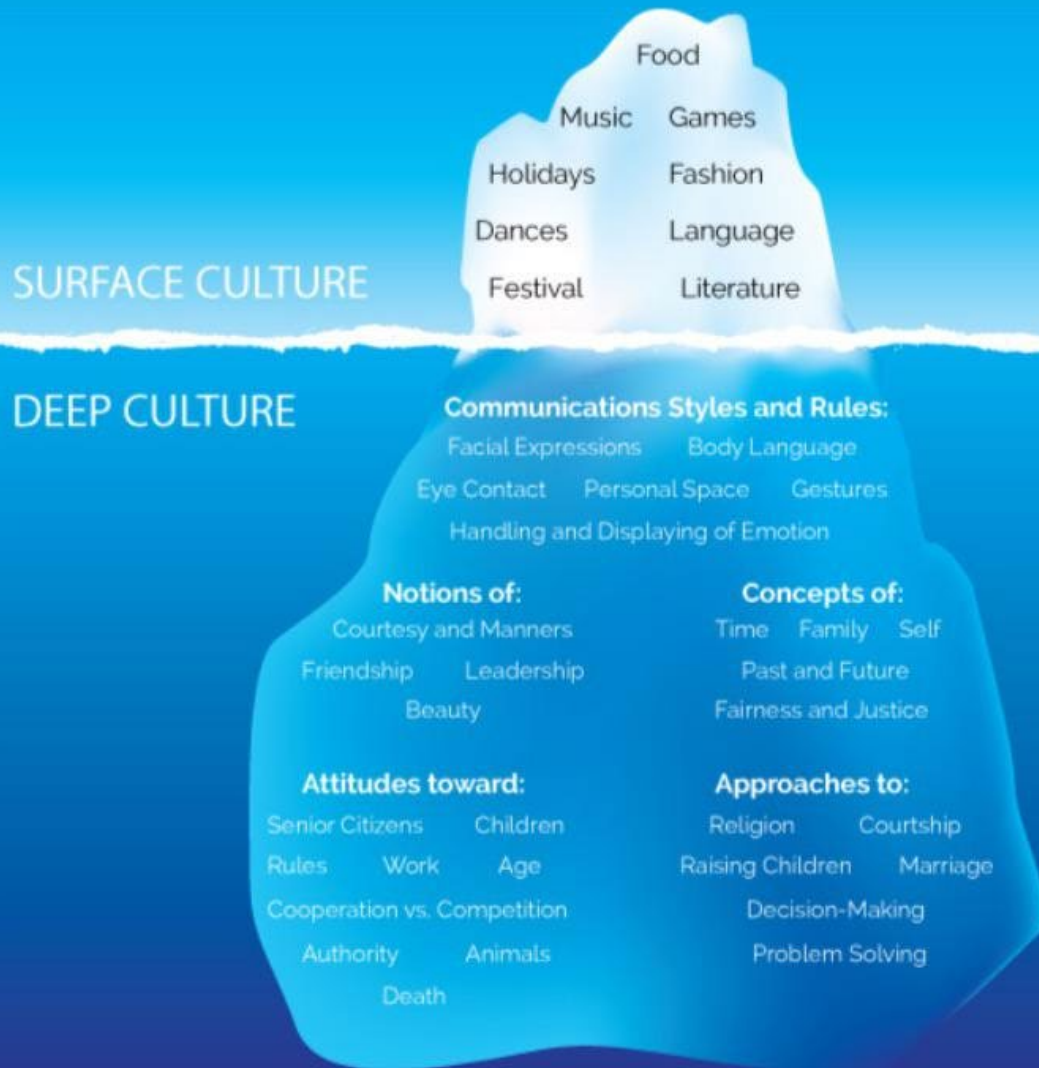 Food
Music Games
Holidays Fashion
Dances Language
Festival Literature
SURFACE CULTURE
DEEP CULTURE
Communications Styles and Rules:
Facial Expressions Body Language
Eye Contact Personal Space Gestures
Handling and Displaying of Emotion
Notions of:
Courtesy and Manners
Friendship Leadership
Beauty
Concepts of:
Time Family Self
Past and Future
Fairness and Justice
Attitudes toward:
Senior Citizens Children
Rules Work Age
Cooperation vs. Competition
Authority Animals
Death
Approaches to:
Religion Courtship
Raising Children Marriage
Decision-Making
Problem Solving